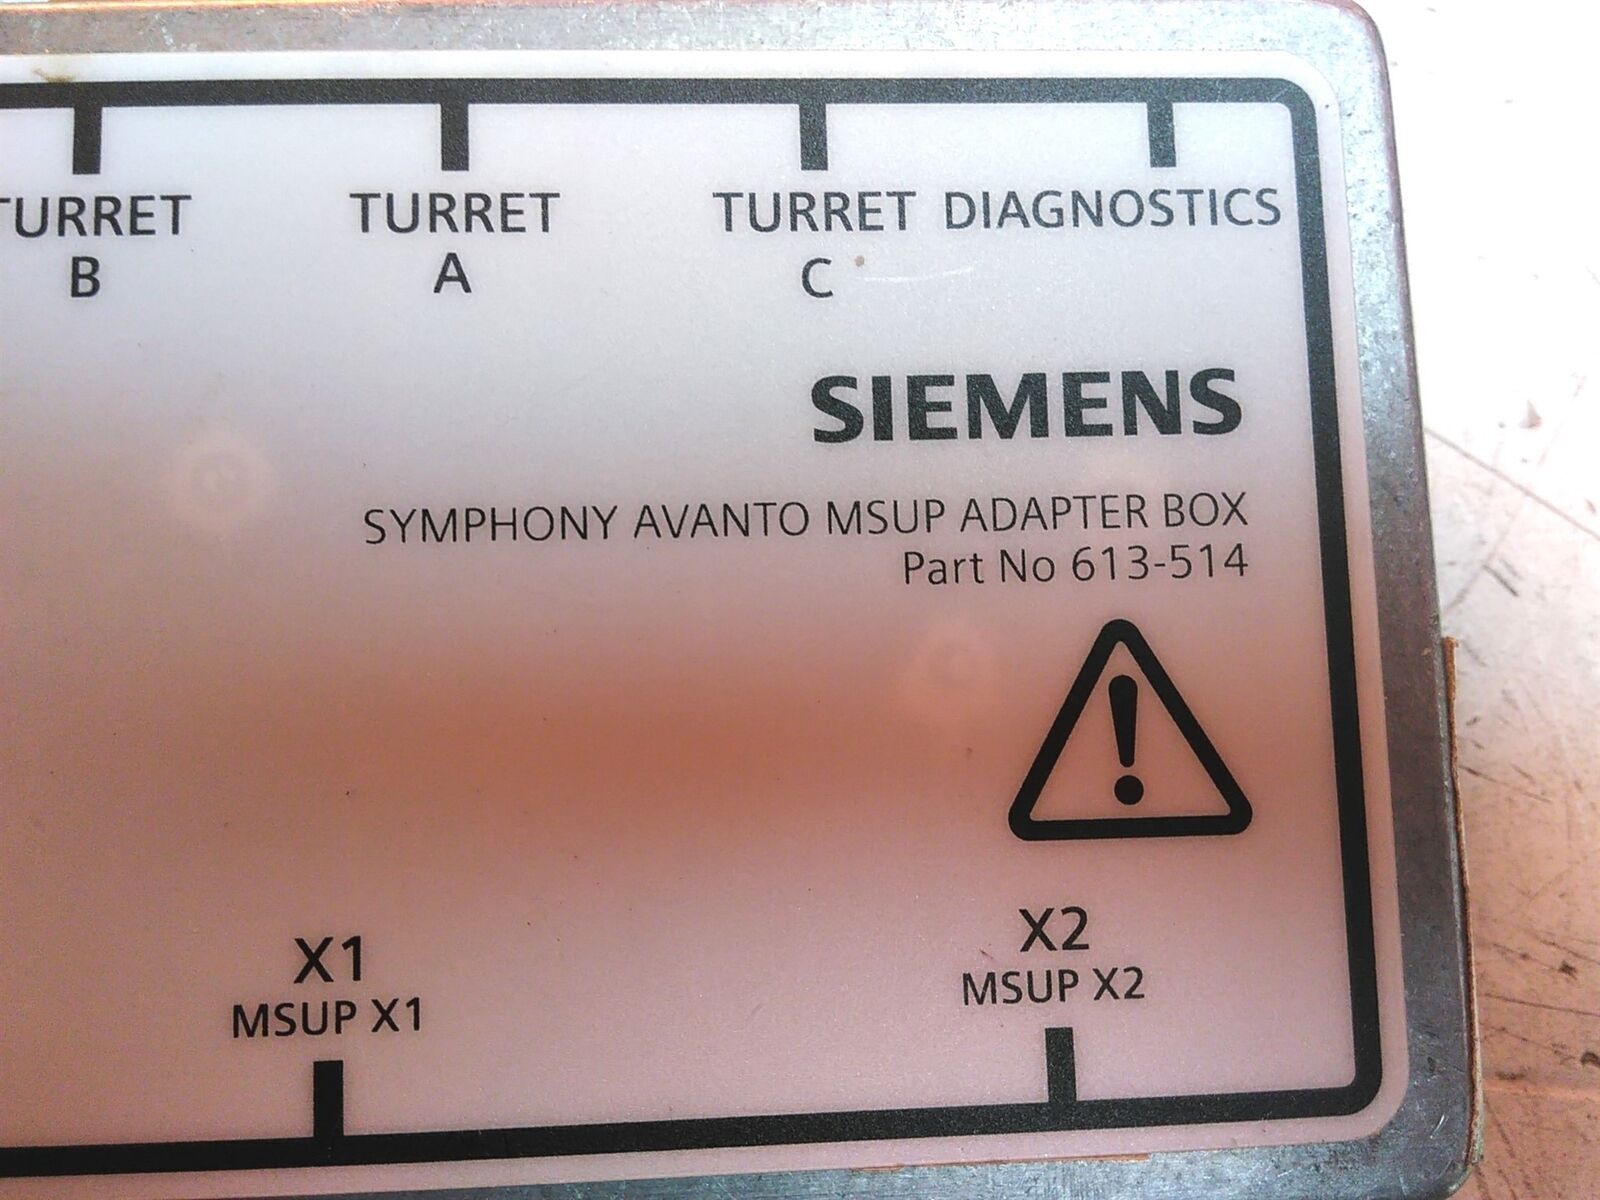 TURRET TURRET TURRET DIAGNOSTICS
B A C
SIEMENS
SYMPHONY AVANTO MSUP ADAPTER BOX
Part No 613-514
X1
MSUP X1
X2
MSUP X2